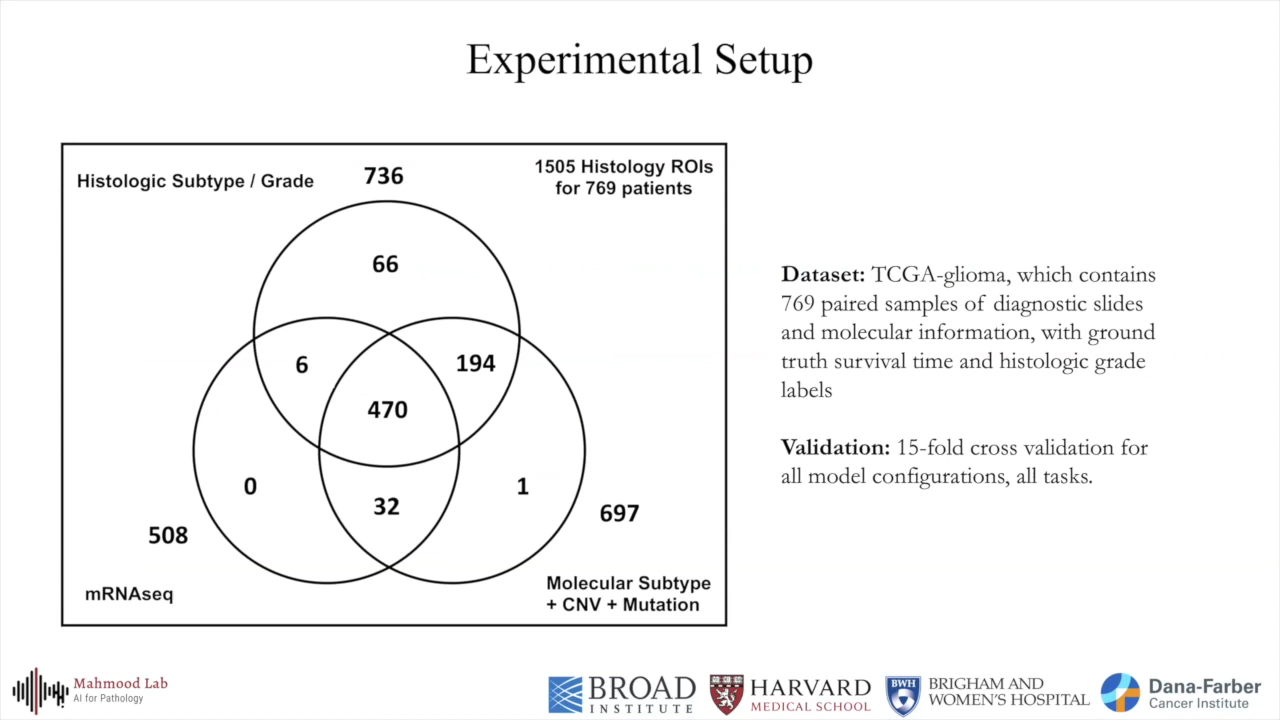 Experimental Setup
Histologic Subtype / Grade
736
1505 Histology ROIs
for 769 patients
66
6
194
470
0
32
1
508
697
mRNAseq
Molecular Subtype
+ CNV + Mutation
Dataset: TCGA-glioma, which contains
769 paired samples of diagnostic slides
and molecular information, with ground
truth survival time and histologic grade
labels
Validation: 15-fold cross validation for
all model configurations, all tasks.
Mahmood Lab
AI for Pathology
BROAD
INSTITUTE
HARVARD
MEDICAL SCHOOL
BWH
BRIGHAM AND
WOMEN'S HOSPITAL
Dana-Farber
Cancer Institute